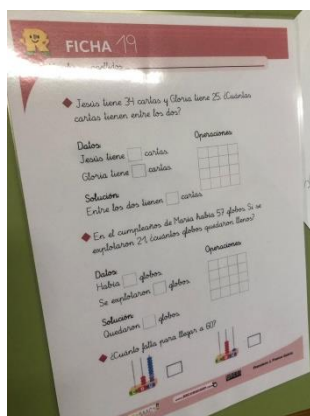 FICHA 19
Jesús tiene 34 cartas y Gloria tiene 25. ¿Cuántas
cartas tienen entre los dos?
Datos:
Operaciones:
Jesús tiene cartas
Gloria tiene cartas
Solución:
Entre los dos tienen cartas
En el cumpleaños de María había 57 globos. Si se
explotaron 21, ¿cuántos globos quedaron llenos?
Datos:
Operaciones:
Había globos
Se explotaron globos
Solución:
Quedaron globos
¿Cuánto falta para llegar a 60?